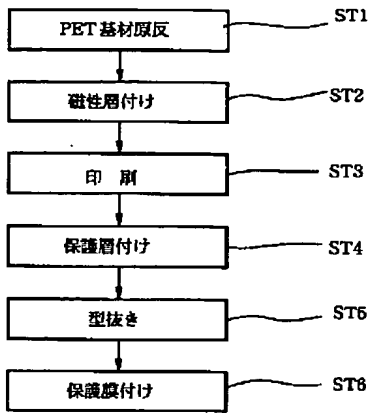 PET基材原反 ST1
磁性層付け ST2
印 刷 ST3
保護層付け ST4
型抜き ST5
保護膜付け ST6